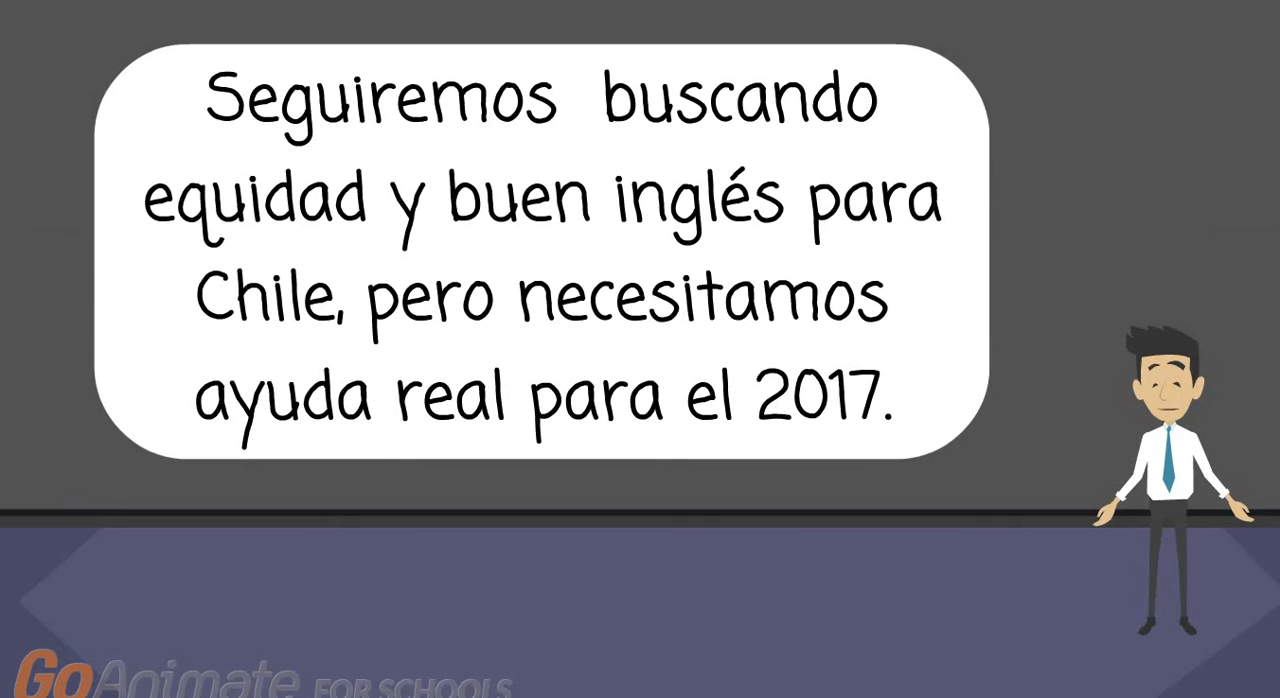 Seguiremos buscando
equidad y buen inglés para
Chile, pero necesitamos
ayuda real para el 2017.
GoAnimate FOR SCHOOLS